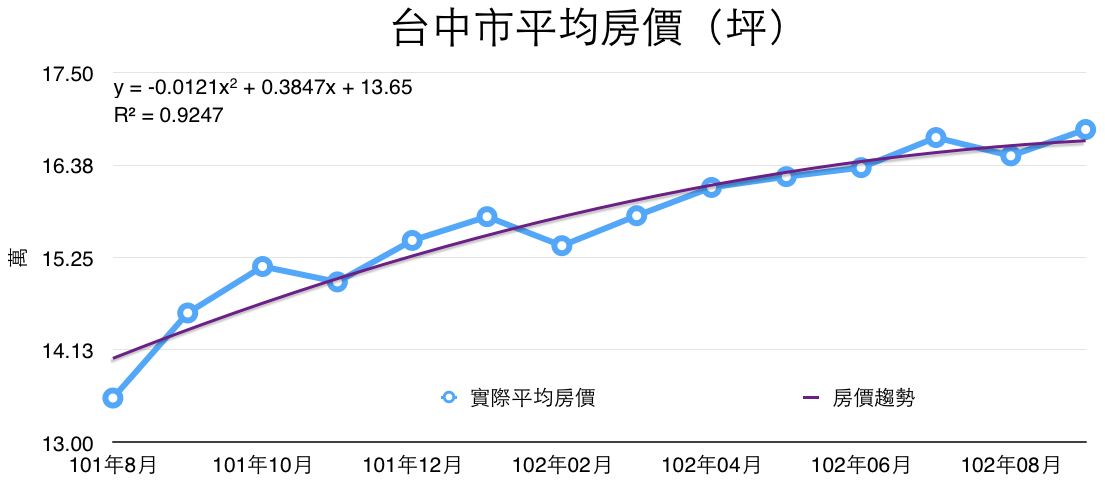 台中市平均房價（坪）
y = -0.0121x² + 0.3847x + 13.65
R² = 0.9247
17.50
16.38
15.25
14.13
13.00
萬
實際平均房價
房價趨勢
101年8月
101年10月
101年12月
102年02月
102年04月
102年06月
102年08月